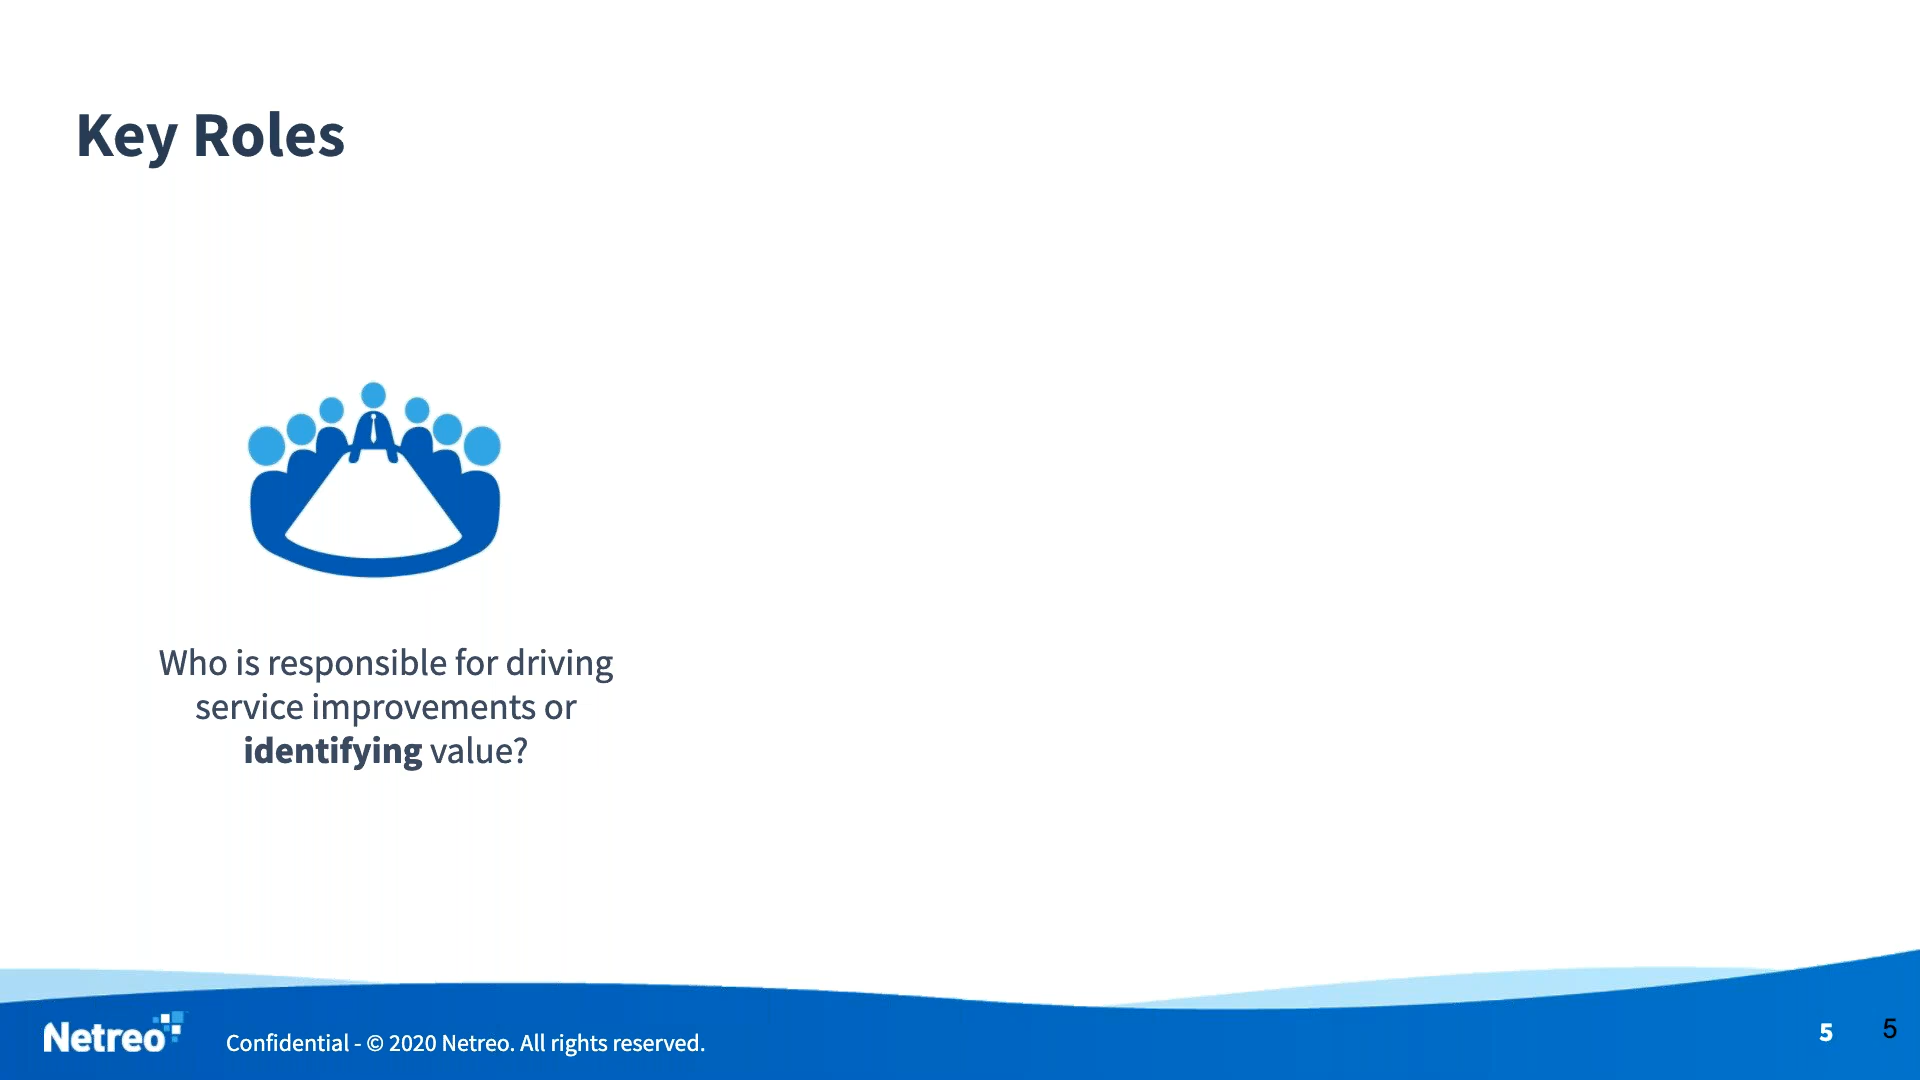 Key Roles
Who is responsible for driving
service improvements or
identifying value?
Netreo
Confidential - © 2020 Netreo. All rights reserved.
5
5